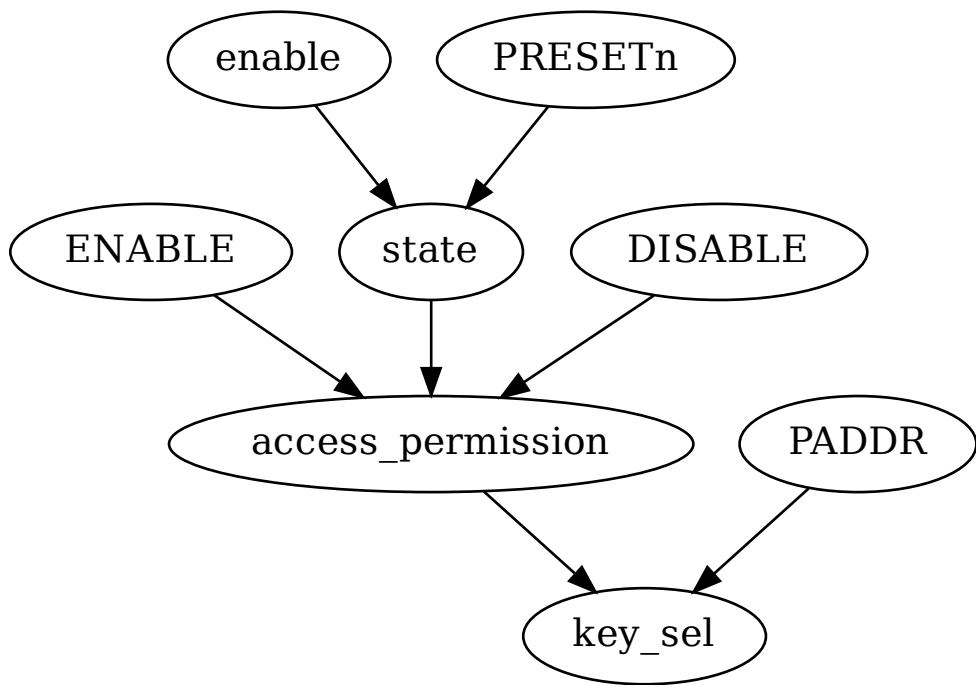 enable
PRESETn
ENABLE
state
DISABLE
access_permission
PADDR
key_sel